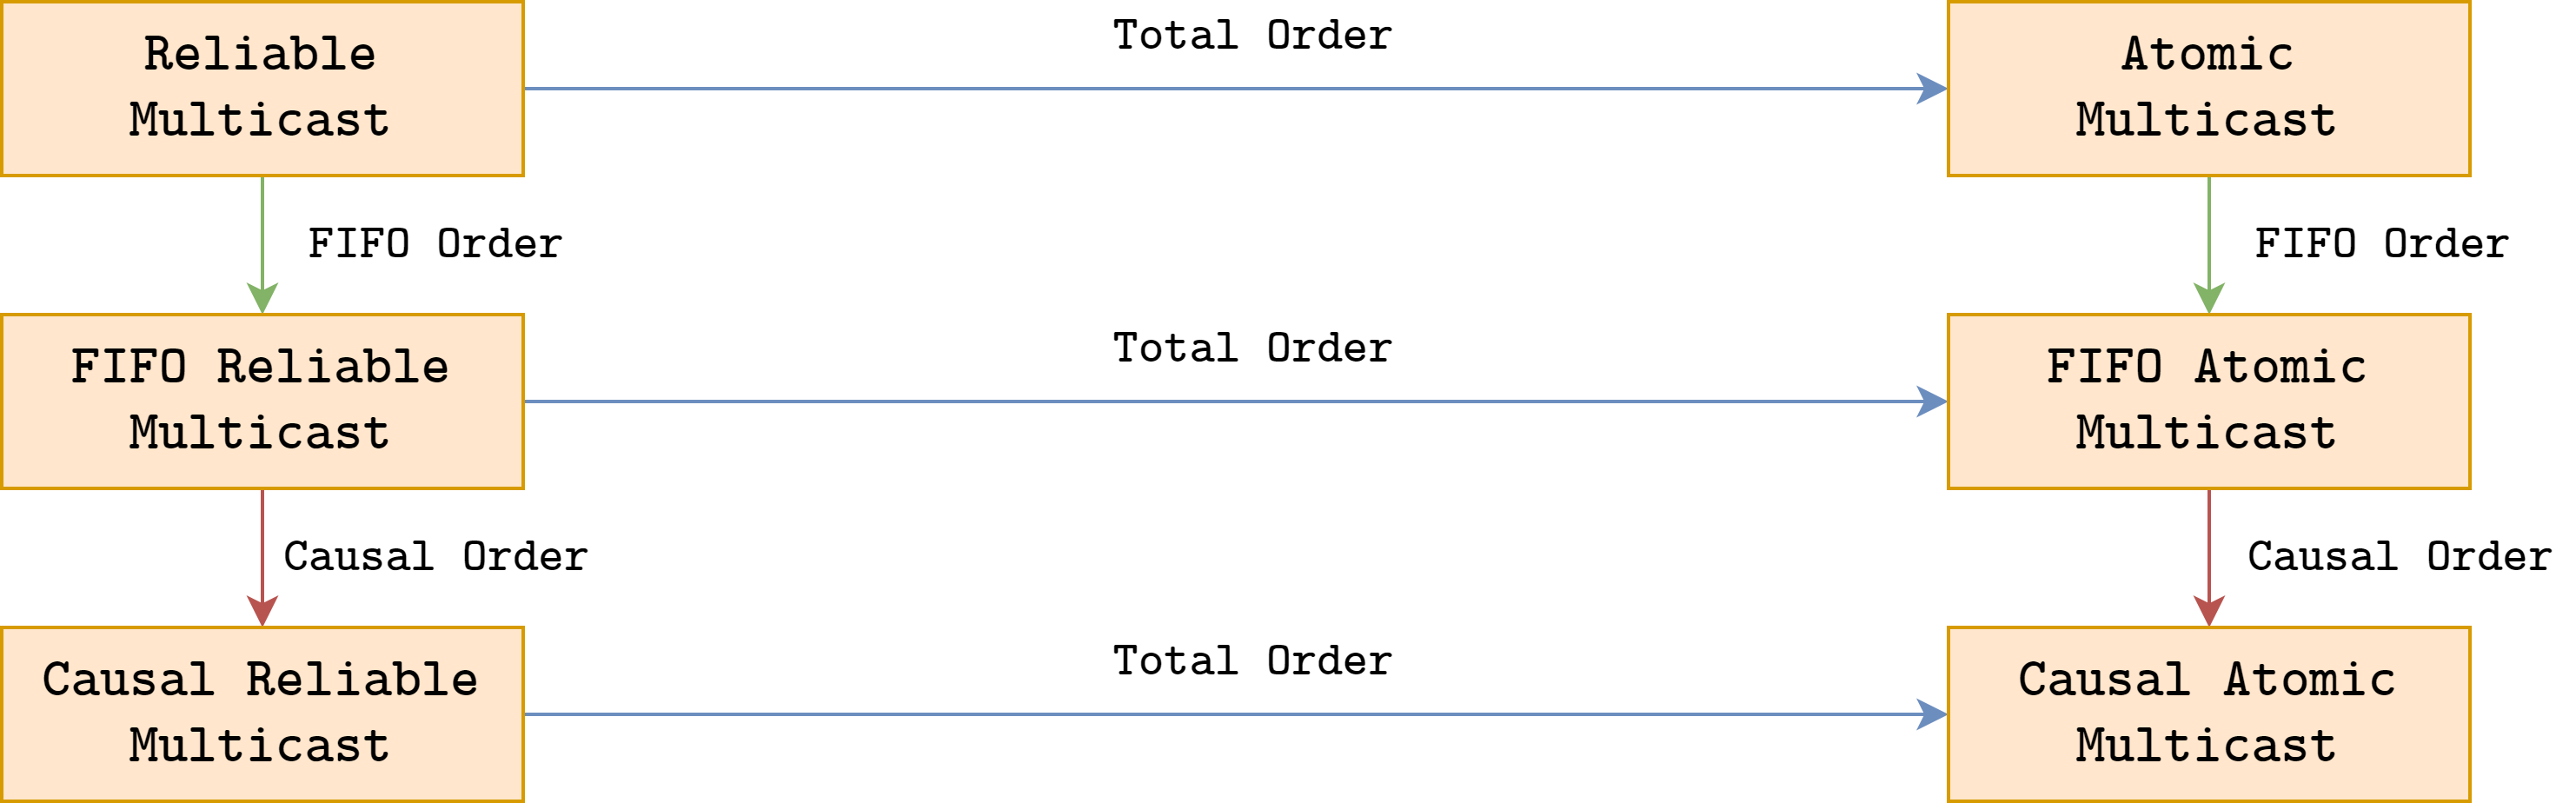 Reliable
Multicast
Total Order
Atomic
Multicast
FIFO Order
FIFO Order
FIFO Reliable
Multicast
Total Order
FIFO Atomic
Multicast
Causal Order
Causal Order
Causal Reliable
Multicast
Total Order
Causal Atomic
Multicast